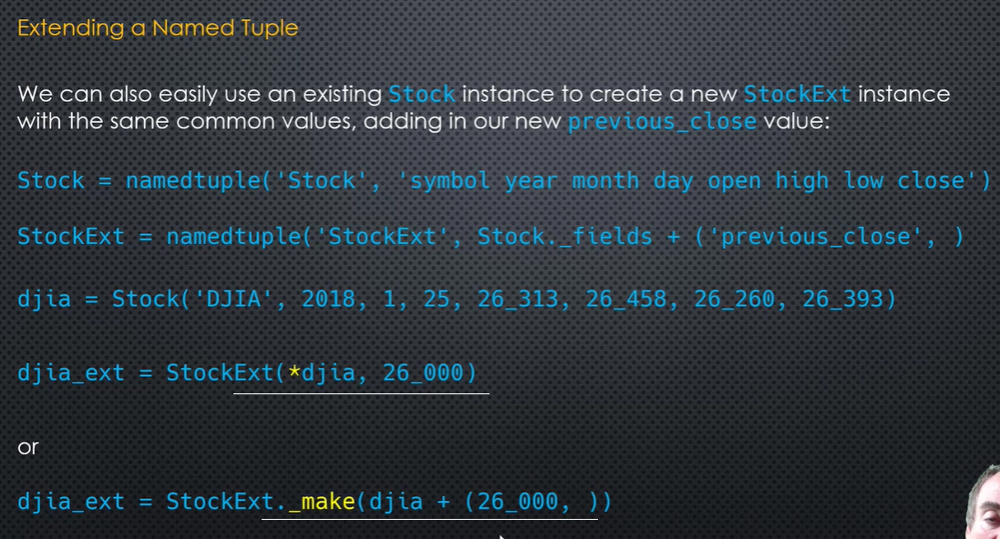 Extending a Named Tuple
We can also easily use an existing Stock instance to create a new StockExt instance
with the same common values, adding in our new previous_close value:
Stock = namedtuple('Stock', 'symbol year month day open high low close')
StockExt = namedtuple('StockExt', Stock._fields + ('previous_close', )
djia = Stock('DJIA', 2018, 1, 25, 26_313, 26_458, 26_260, 26_393)
djia_ext = StockExt(*djia, 26_000)
or
djia_ext = StockExt._make(djia + (26_000, ))